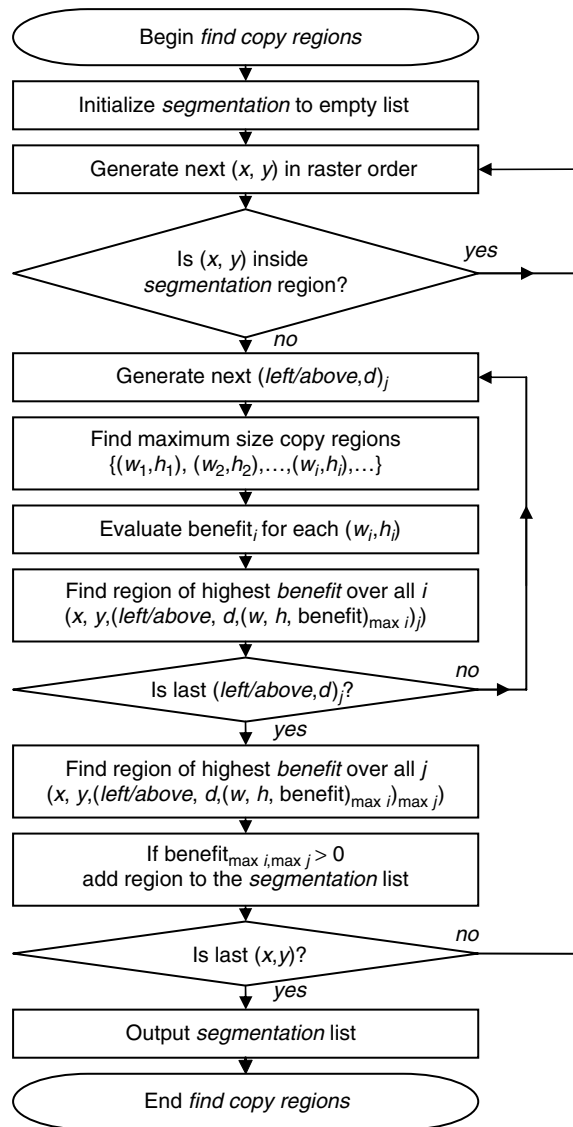 Begin find copy regions
Initialize segmentation to empty list
Generate next (x, y) in raster order
Is (x, y) inside
segmentation region?
yes
no
Generate next (left/above,d)j
Find maximum size copy regions
{(w1,h1), (w2,h2),…,(wi,hi),…}
Evaluate benefiti for each (wi,hi)
Find region of highest benefit over all i
(x, y,(left/above, d,(w, h, benefit)max i)j)
Is last (left/above,d)j?
no
yes
Find region of highest benefit over all j
(x, y,(left/above, d,(w, h, benefit)max i)max j)
If benefitmax i,max j > 0
add region to the segmentation list
Is last (x,y)?
no
yes
Output segmentation list
End find copy regions